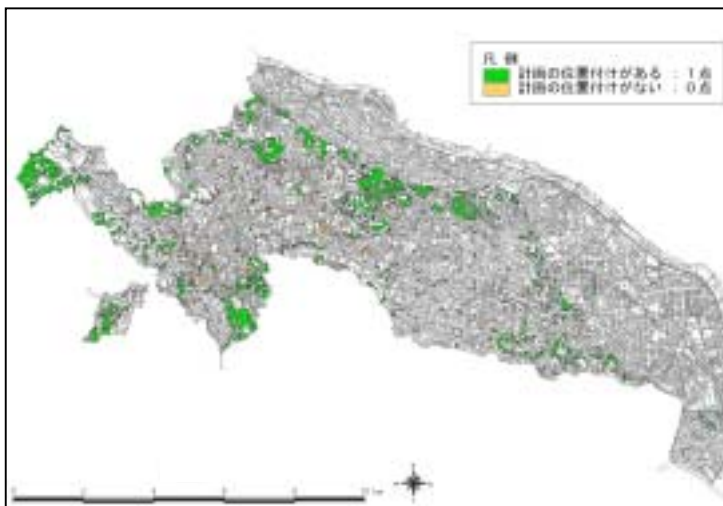 凡 例
計画の位置付けがある : 1点
計画の位置付けがない : 0点